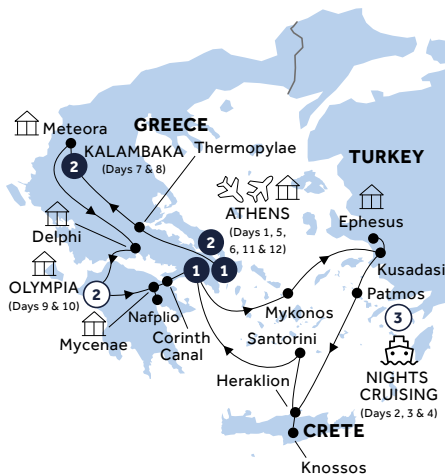 Meteora
GREECE
2
KALAMBAKA
(Days 7 & 8)
Thermopylae
TURKEY
ATHENS
(Days 1, 5,
6, 11 & 12)
Ephesus
Delphi
2
Kusadasi
OLYMPIA
(Days 9 & 10)
2
1
1
Patmos
3
Mycenae
Nafplio
Corinth
Canal
Mykonos
Santorini
NIGHTS
CRUISING
(Days 2, 3 & 4)
Heraklion
CRETE
Knossos